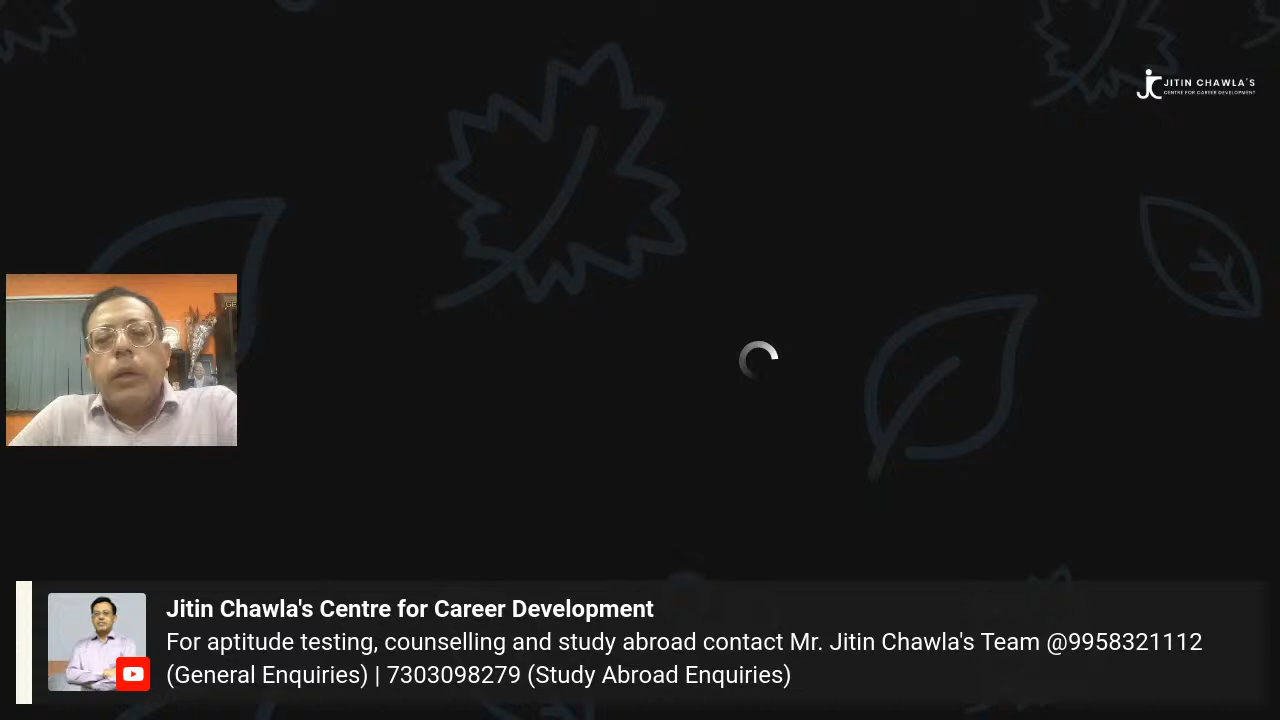 JITIN CHAWLA'S
CENTRE FOR CAREER DEVELOPMENT
Jitin Chawla's Centre for Career Development
For aptitude testing, counselling and study abroad contact Mr. Jitin Chawla's Team @9958321112
(General Enquiries) | 7303098279 (Study Abroad Enquiries)